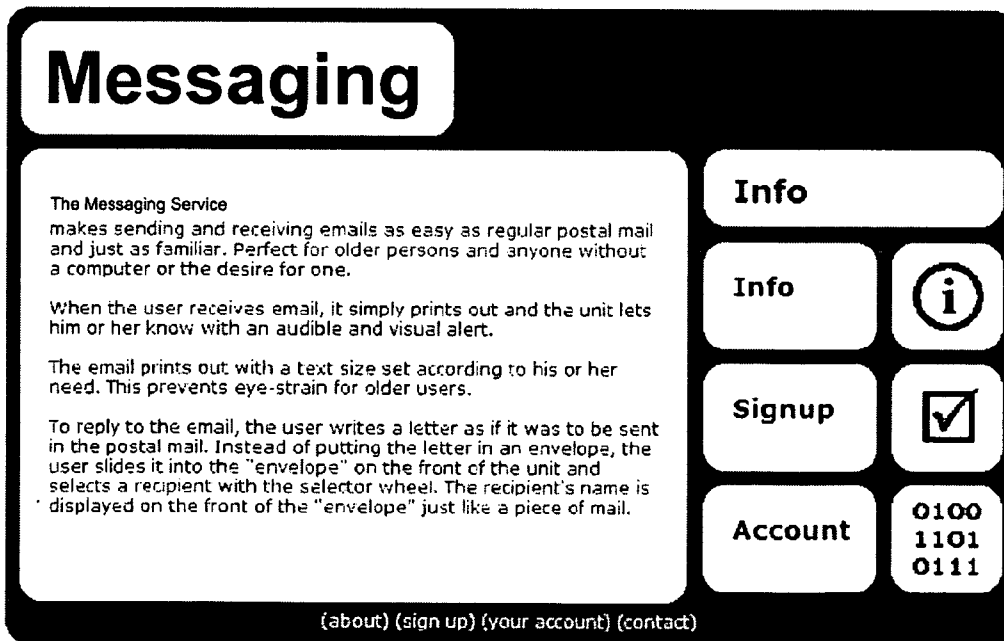 Messaging
The Messaging Service
makes sending and receiving emails as easy as regular postal mail
and just as familiar. Perfect for older persons and anyone without
a computer or the desire for one.
When the user receives email, it simply prints out and the unit lets
him or her know with an audible and visual alert.
The email prints out with a text size set according to his or her
need. This prevents eye-strain for older users.
To reply to the email, the user writes a letter as if it was to be sent
in the postal mail. Instead of putting the letter in an envelope, the
user slides it into the "envelope" on the front of the unit and
selects a recipient with the selector wheel. The recipient's name is
displayed on the front of the "envelope" just like a piece of mail.
Info
Info
i
Signup
Account
0100
1101
0111
(about) (sign up) (your account) (contact)